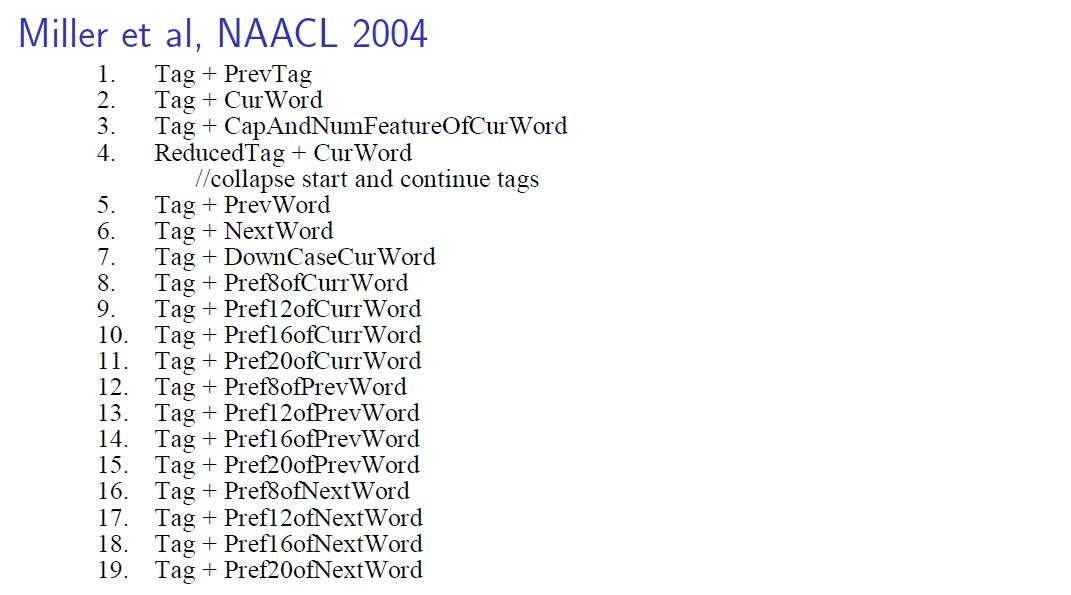 Miller et al, NAACL 2004
1. Tag + PrevTag
2. Tag + CurWord
3. Tag + CapAndNumFeatureOfCurWord
4. ReducedTag + CurWord
//collapse start and continue tags
5. Tag + PrevWord
6. Tag + NextWord
7. Tag + DownCaseCurWord
8. Tag + Pref8ofCurrWord
9. Tag + Pref12ofCurrWord
10. Tag + Pref16ofCurrWord
11. Tag + Pref20ofCurrWord
12. Tag + Pref8ofPrevWord
13. Tag + Pref12ofPrevWord
14. Tag + Pref16ofPrevWord
15. Tag + Pref20ofPrevWord
16. Tag + Pref8ofNextWord
17. Tag + Pref12ofNextWord
18. Tag + Pref16ofNextWord
19. Tag + Pref20ofNextWord